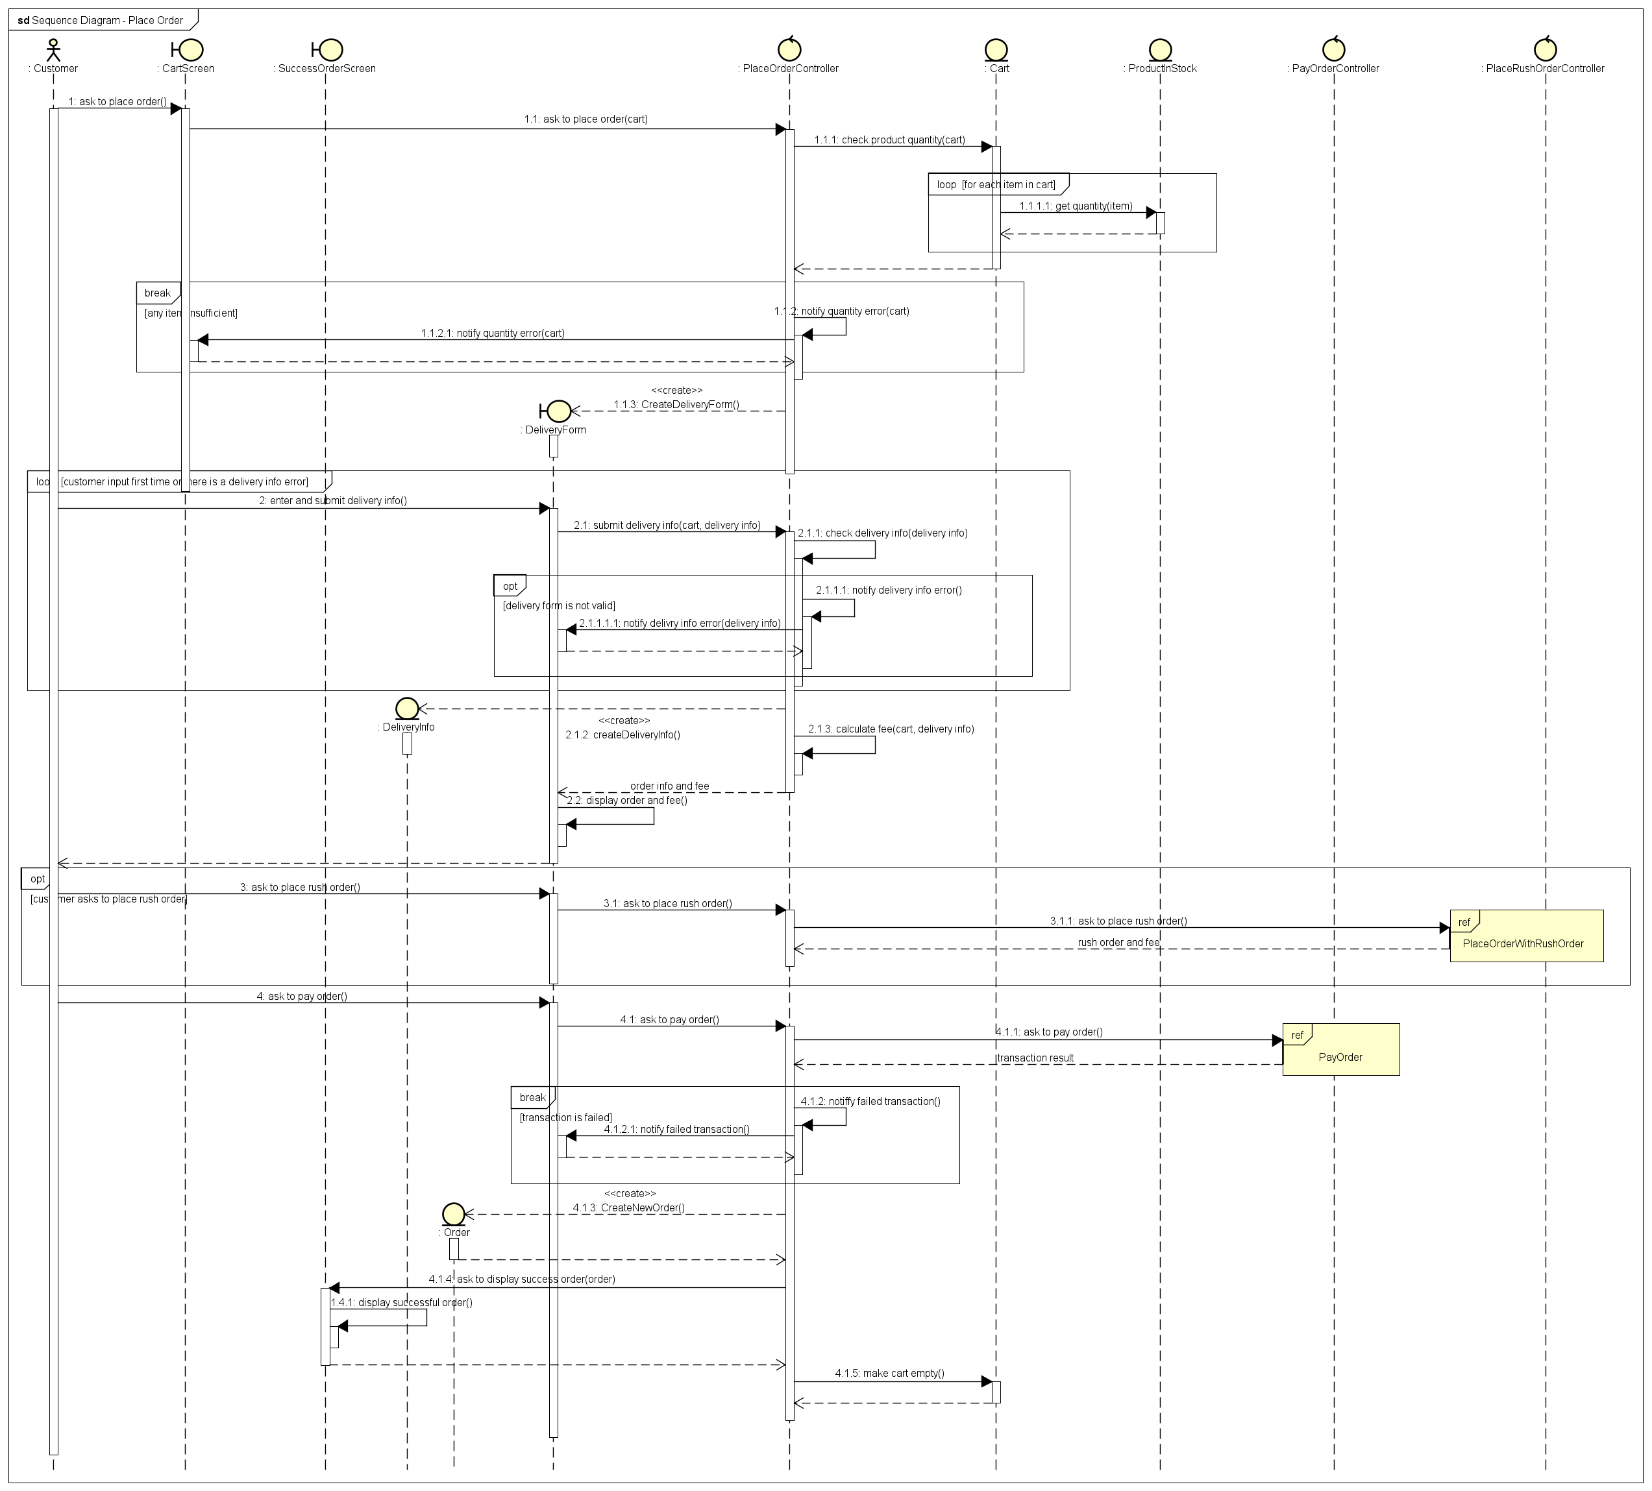 sd Sequence Diagram - Place Order
: Customer
: CartScreen
: SuccessOrderScreen
: PlaceOrderController
: Cart
: ProductInStock
: PayOrderController
: PlaceRushOrderController
1: ask to place order()
1.1: ask to place order(cart)
1.1.1: check product quantity(cart)
loop [for each item in cart]
1.1.1.1: get quantity(item)
break
[any item insufficient]
1.1.2: notify quantity error(cart)
1.1.2.1: notify quantity error(cart)
<<create>>
1.1.3: CreateDeliveryForm()
: DeliveryForm
loop [customer input first time or there is a delivery info error]
2: enter and submit delivery info()
2.1: submit delivery info(cart, delivery info)
2.1.1: check delivery info(delivery info)
opt
[delivery form is not valid]
2.1.1.1: notify delivery info error()
2.1.1.1.1: notify delivry info error(delivery info)
: DeliveryInfo
<<create>>
2.1.2: createDeliveryInfo()
2.1.3: calculate fee(cart, delivery info)
order info and fee
2.2: display order and fee()
opt
[customer asks to place rush order]
3: ask to place rush order()
3.1: ask to place rush order()
3.1.1: ask to place rush order()
rush order and fee
ref
PlaceOrderWithRushOrder
4: ask to pay order()
4.1: ask to pay order()
4.1.1: ask to pay order()
transaction result
ref
PayOrder
break
[transaction is failed]
4.1.2: notiffy failed transaction()
4.1.2.1: notify failed transaction()
<<create>>
4.1.3: CreateNewOrder()
: Order
4.1.4: ask to display success order(order)
1.4.1: display successful order()
4.1.5: make cart empty()